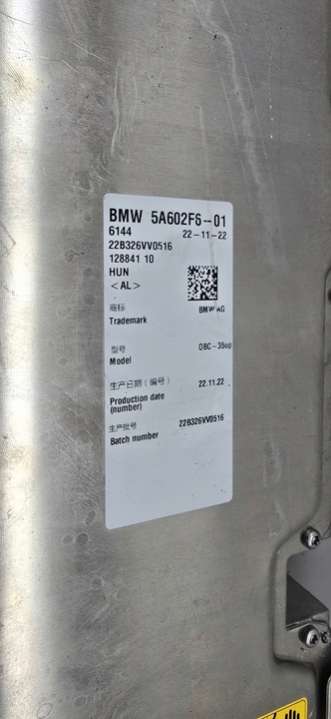 BMW 5A602F6-01
6144 22-11-22
22B326VV0516
128841 10
HUN
<AL>
商标 BMW AG
Trademark
型号
Model
生产日期（编号） 22.11.22
Production date
(number)
生产批号 22B326VV0516
Batch number